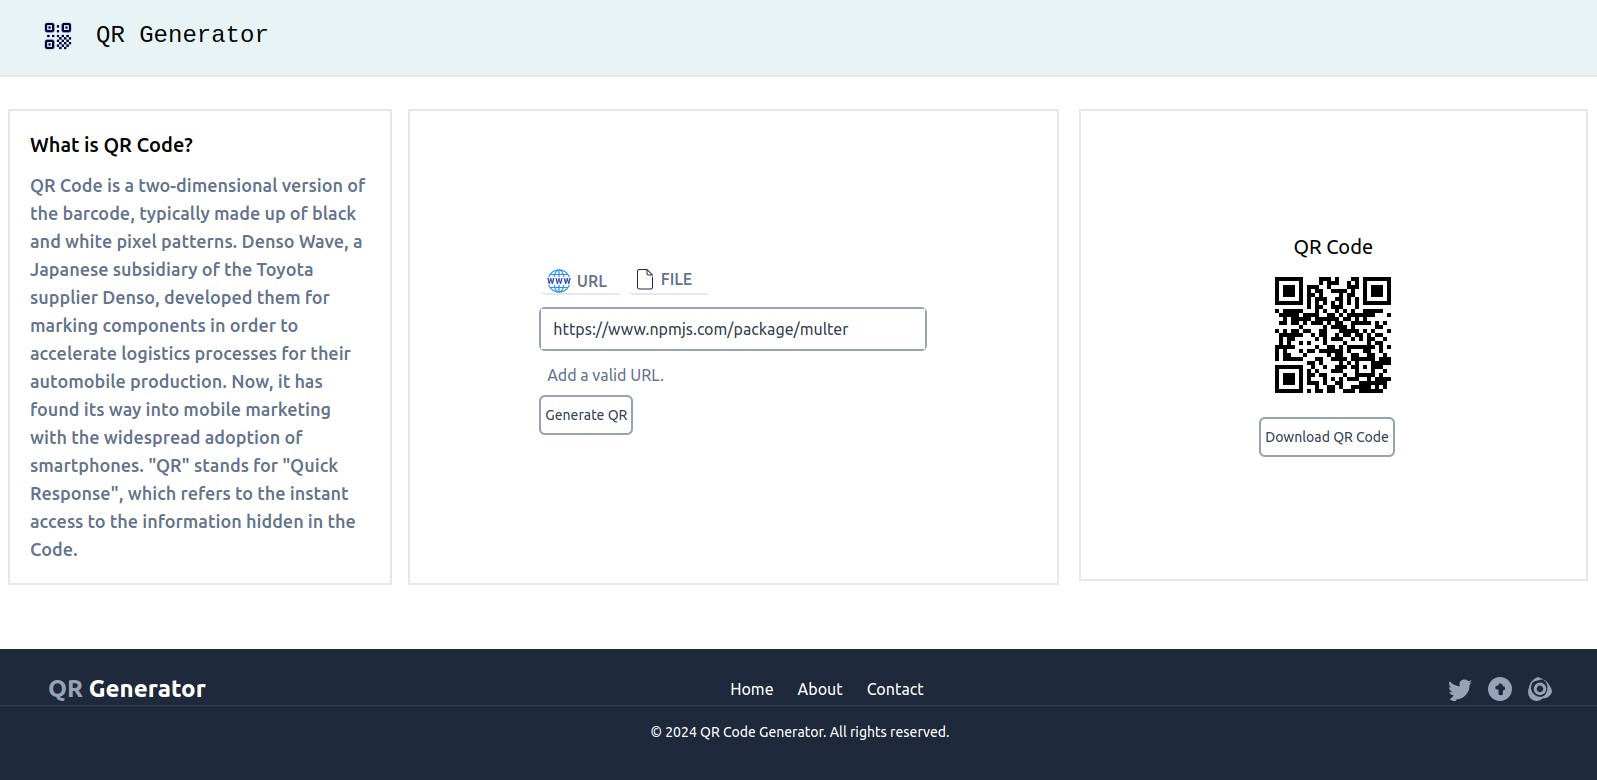 QR Generator
What is QR Code?
QR Code is a two-dimensional version of
the barcode, typically made up of black
and white pixel patterns. Denso Wave, a
Japanese subsidiary of the Toyota
supplier Denso, developed them for
marking components in order to
accelerate logistics processes for their
automobile production. Now, it has
found its way into mobile marketing
with the widespread adoption of
smartphones. "QR" stands for "Quick
Response", which refers to the instant
access to the information hidden in the
Code.
WWW URL FILE
https://www.npmjs.com/package/multer
Add a valid URL.
Generate QR
QR Code
Download QR Code
QR Generator
Home About Contact
© 2024 QR Code Generator. All rights reserved.